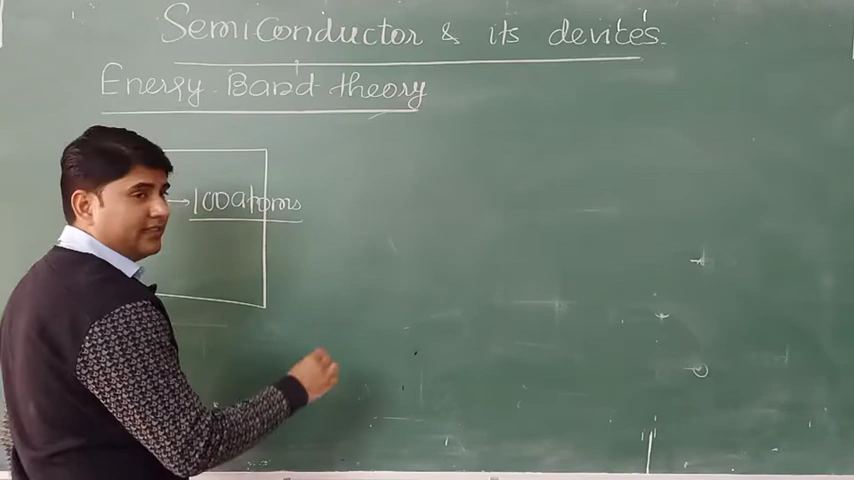 Semiconductor & its devices
Energy Band theory
→100 atoms